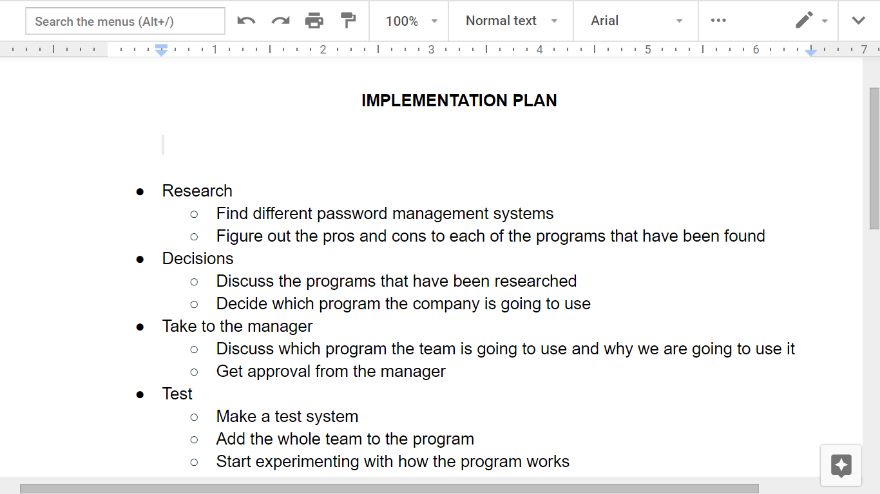 Search the menus (Alt+/)
100%
Normal text
Arial
1 2 3 4 5 6 7
IMPLEMENTATION PLAN
● Research
○ Find different password management systems
○ Figure out the pros and cons to each of the programs that have been found
● Decisions
○ Discuss the programs that have been researched
○ Decide which program the company is going to use
● Take to the manager
○ Discuss which program the team is going to use and why we are going to use it
○ Get approval from the manager
● Test
○ Make a test system
○ Add the whole team to the program
○ Start experimenting with how the program works